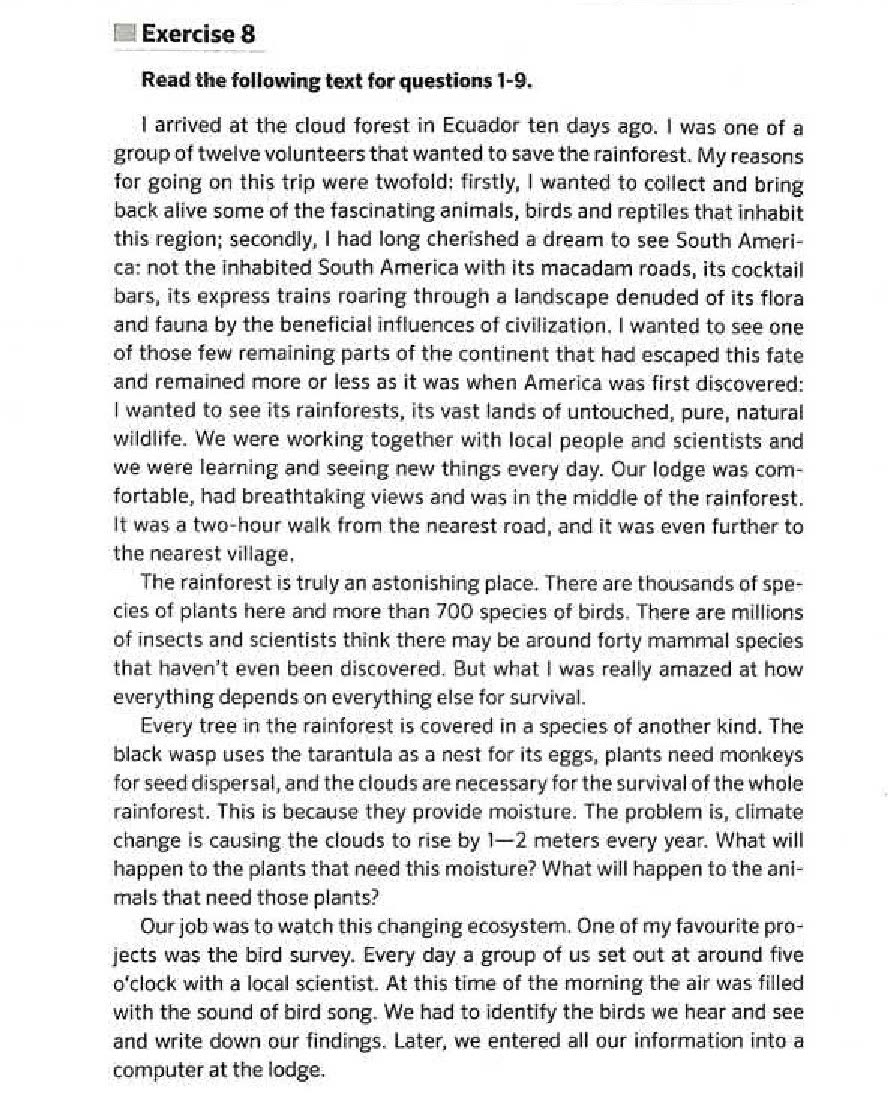 Exercise 8
Read the following text for questions 1-9.
I arrived at the cloud forest in Ecuador ten days ago. I was one of a
group of twelve volunteers that wanted to save the rainforest. My reasons
for going on this trip were twofold: firstly, I wanted to collect and bring
back alive some of the fascinating animals, birds and reptiles that inhabit
this region; secondly, I had long cherished a dream to see South Ameri-
ca: not the inhabited South America with its macadam roads, its cocktail
bars, its express trains roaring through a landscape denuded of its flora
and fauna by the beneficial influences of civilization. I wanted to see one
of those few remaining parts of the continent that had escaped this fate
and remained more or less as it was when America was first discovered:
I wanted to see its rainforests, its vast lands of untouched, pure, natural
wildlife. We were working together with local people and scientists and
we were learning and seeing new things every day. Our lodge was com-
fortable, had breathtaking views and was in the middle of the rainforest.
It was a two-hour walk from the nearest road, and it was even further to
the nearest village.
The rainforest is truly an astonishing place. There are thousands of spe-
cies of plants here and more than 700 species of birds. There are millions
of insects and scientists think there may be around forty mammal species
that haven't even been discovered. But what I was really amazed at how
everything depends on everything else for survival.
Every tree in the rainforest is covered in a species of another kind. The
black wasp uses the tarantula as a nest for its eggs, plants need monkeys
for seed dispersal, and the clouds are necessary for the survival of the whole
rainforest. This is because they provide moisture. The problem is, climate
change is causing the clouds to rise by 1—2 meters every year. What will
happen to the plants that need this moisture? What will happen to the ani-
mals that need those plants?
Our job was to watch this changing ecosystem. One of my favourite pro-
jects was the bird survey. Every day a group of us set out at around five
o'clock with a local scientist. At this time of the morning the air was filled
with the sound of bird song. We had to identify the birds we hear and see
and write down our findings. Later, we entered all our information into a
computer at the lodge.